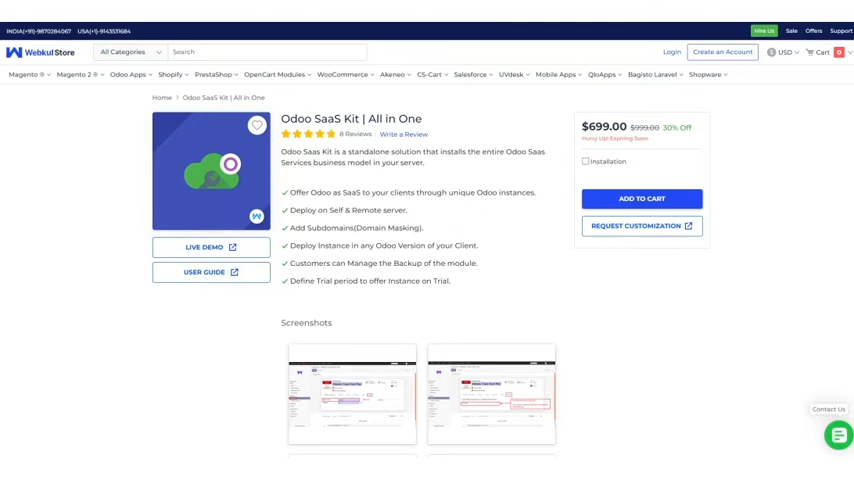 INDIA(+91)-9870284067 USA(+1)-9143531684
Hire Us Sale Offers Support
Webkul Store All Categories Search Login Create an Account $ USD Cart 0
Magento ® Magento 2 ® Odoo Apps Shopify PrestaShop OpenCart Modules WooCommerce Akeneo CS-Cart Salesforce UVdesk Mobile Apps QloApps Bagisto Laravel Shopware
Home > Odoo SaaS Kit | All in One
Odoo SaaS Kit | All in One
8 Reviews Write a Review
Odoo Saas Kit is a standalone solution that installs the entire Odoo Saas
Services business model in your server.
Offer Odoo as SaaS to your clients through unique Odoo instances.
Deploy on Self & Remote server.
Add Subdomains(Domain Masking).
Deploy Instance in any Odoo Version of your Client.
Customers can Manage the Backup of the module.
Define Trial period to offer Instance on Trial.
LIVE DEMO
USER GUIDE
$699.00 $999.00 30% Off
Hurry Up! Expiring Soon
Installation
ADD TO CART
REQUEST CUSTOMIZATION
Screenshots
Contact Us